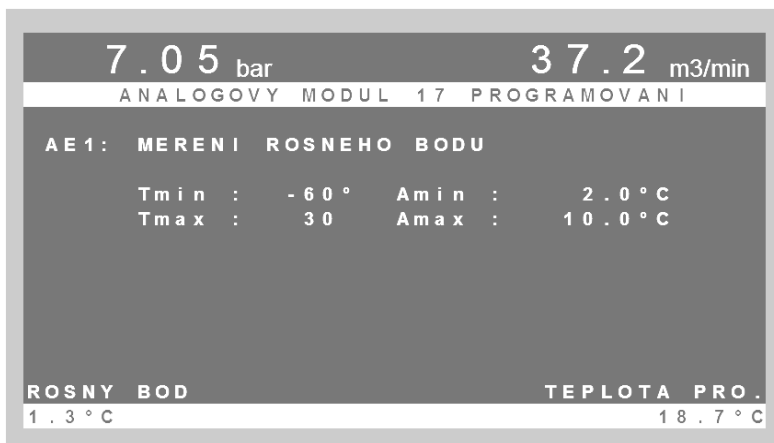 7.05 bar 37.2 m3/min
ANALOGOVY MODUL 17 PROGRAMOVANI
AE1: MERENI ROSNEHO BODU
Tmin : -60° Amin : 2.0°C
Tmax : 30 Amax : 10.0°C
ROSNY BOD TEPLOTA PRO.
1.3°C 18.7°C